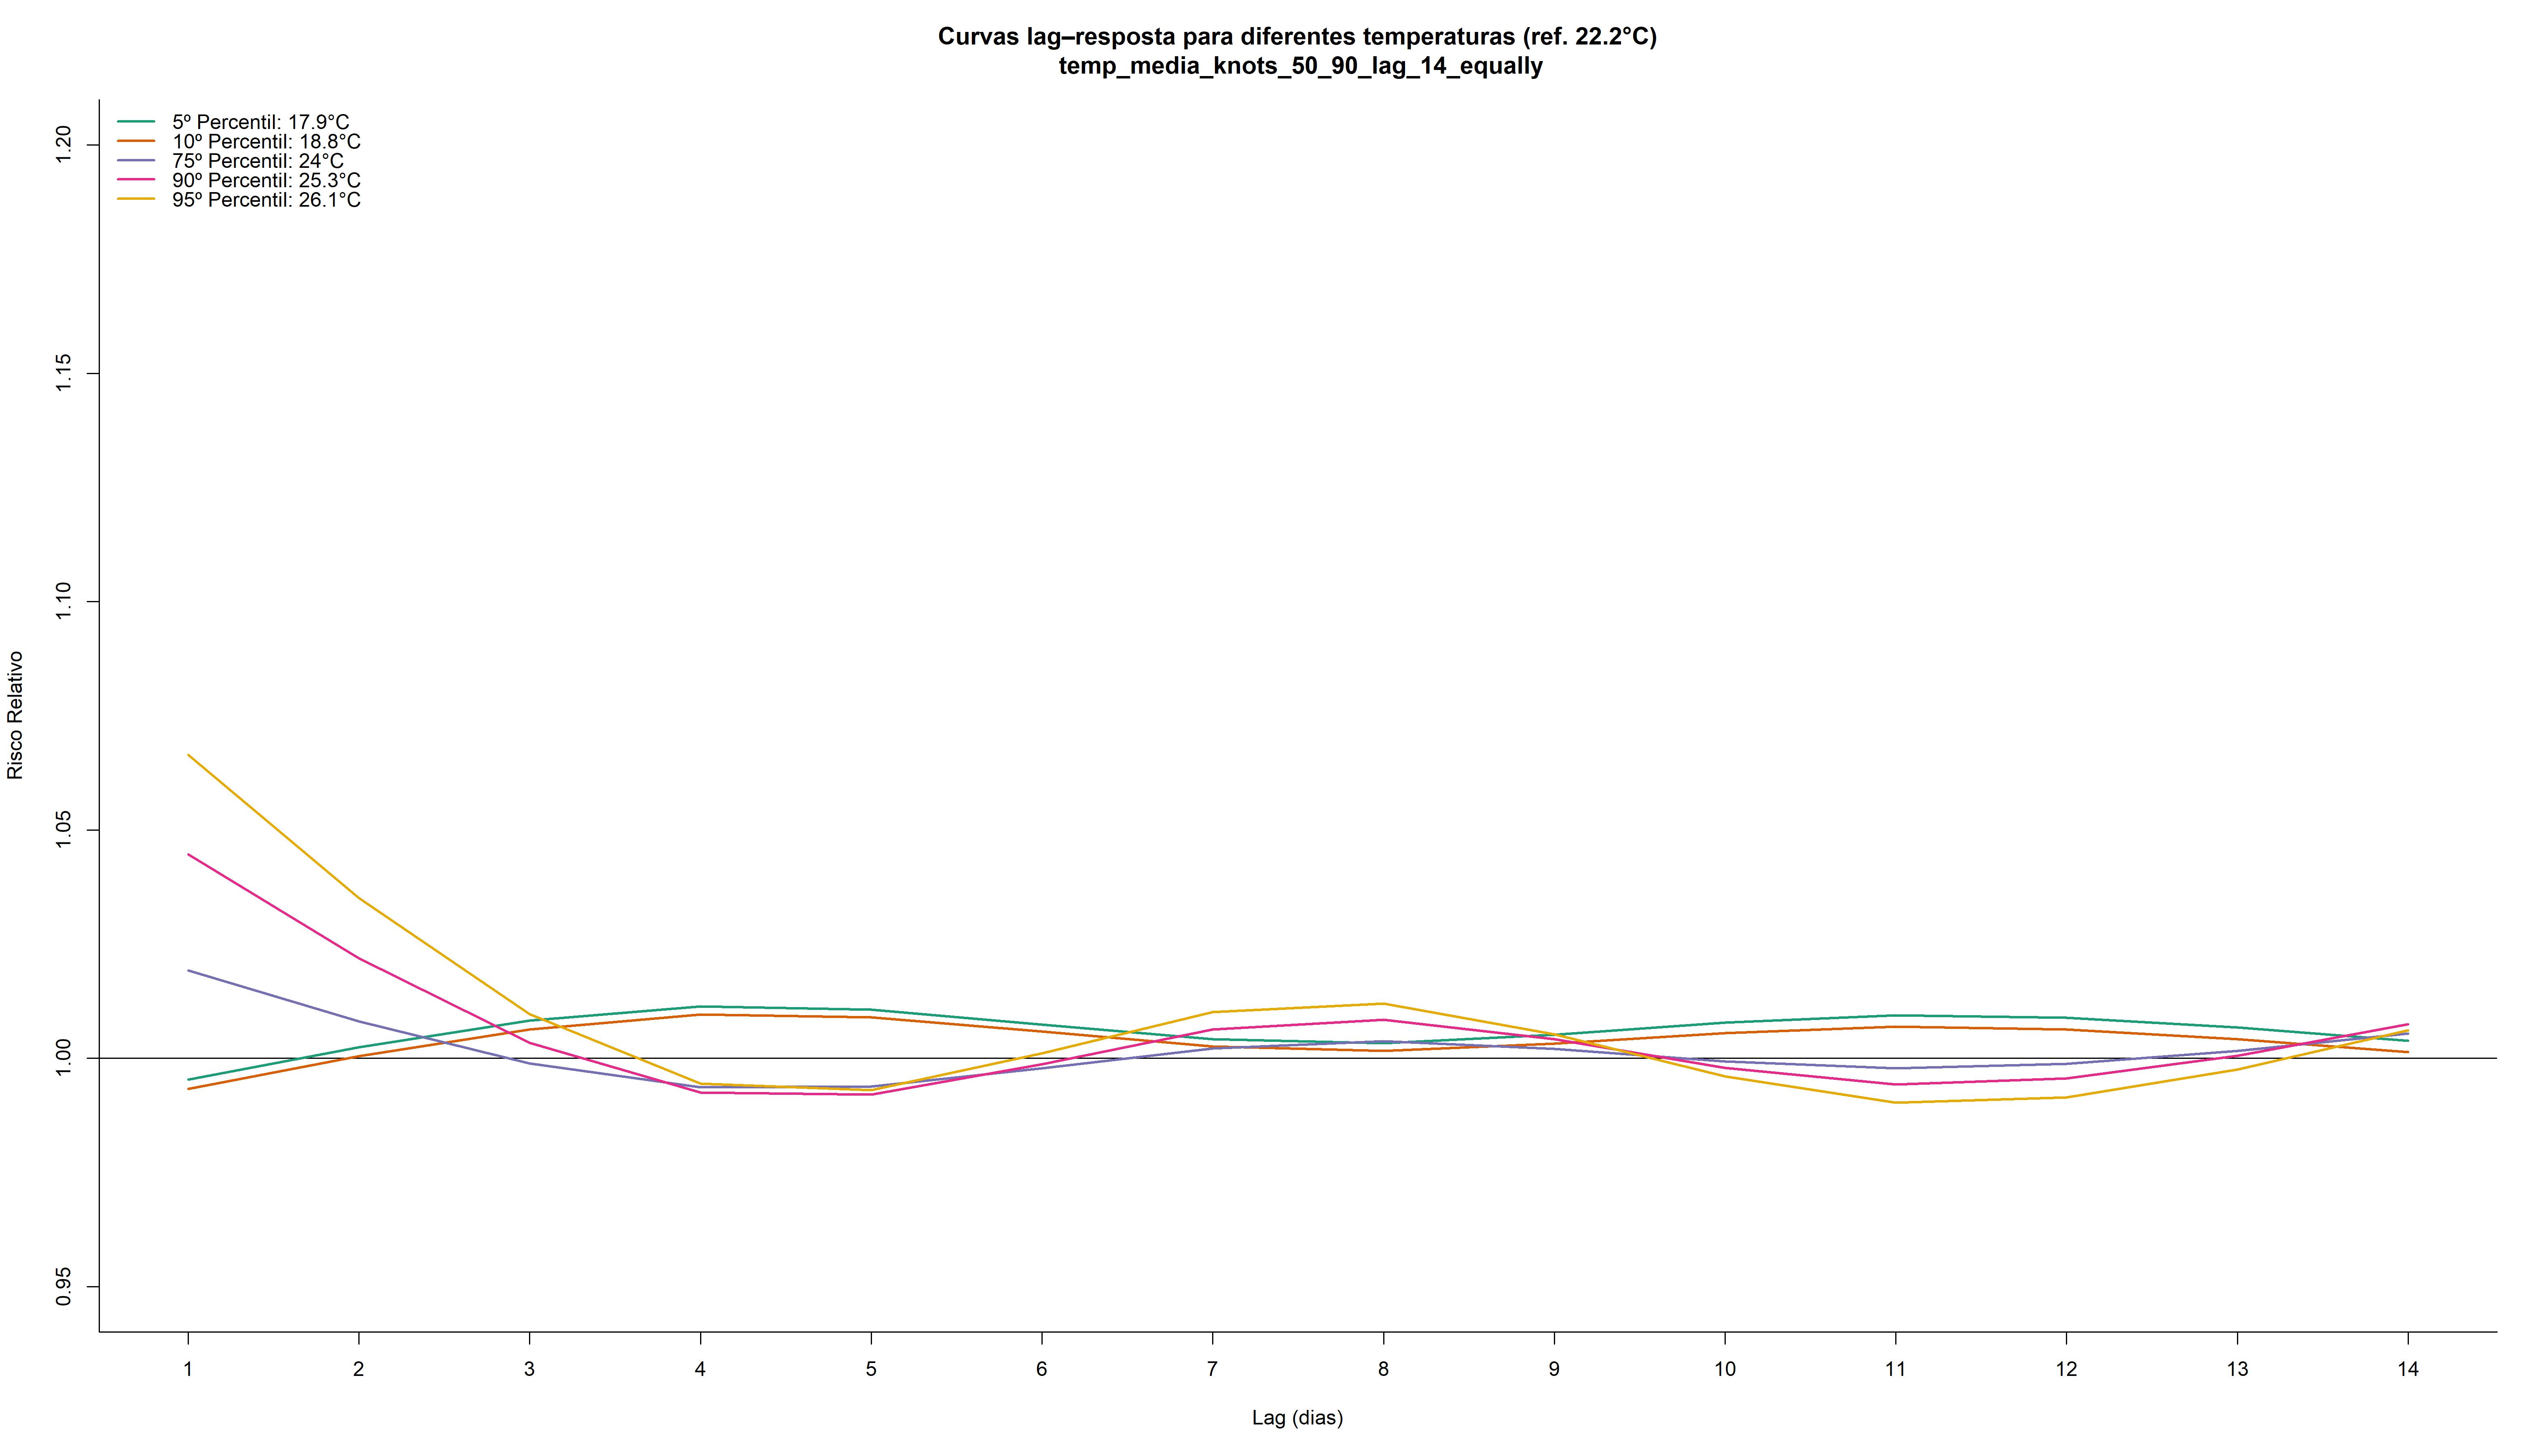 Curvas lag–resposta para diferentes temperaturas (ref. 22.2°C)
temp_media_knots_50_90_lag_14_equally
5º Percentil: 17.9°C
10º Percentil: 18.8°C
75º Percentil: 24°C
90º Percentil: 25.3°C
95º Percentil: 26.1°C
Risco Relativo
1.20
1.15
1.10
1.05
1.00
0.95
1 2 3 4 5 6 7 8 9 10 11 12 13 14
Lag (dias)